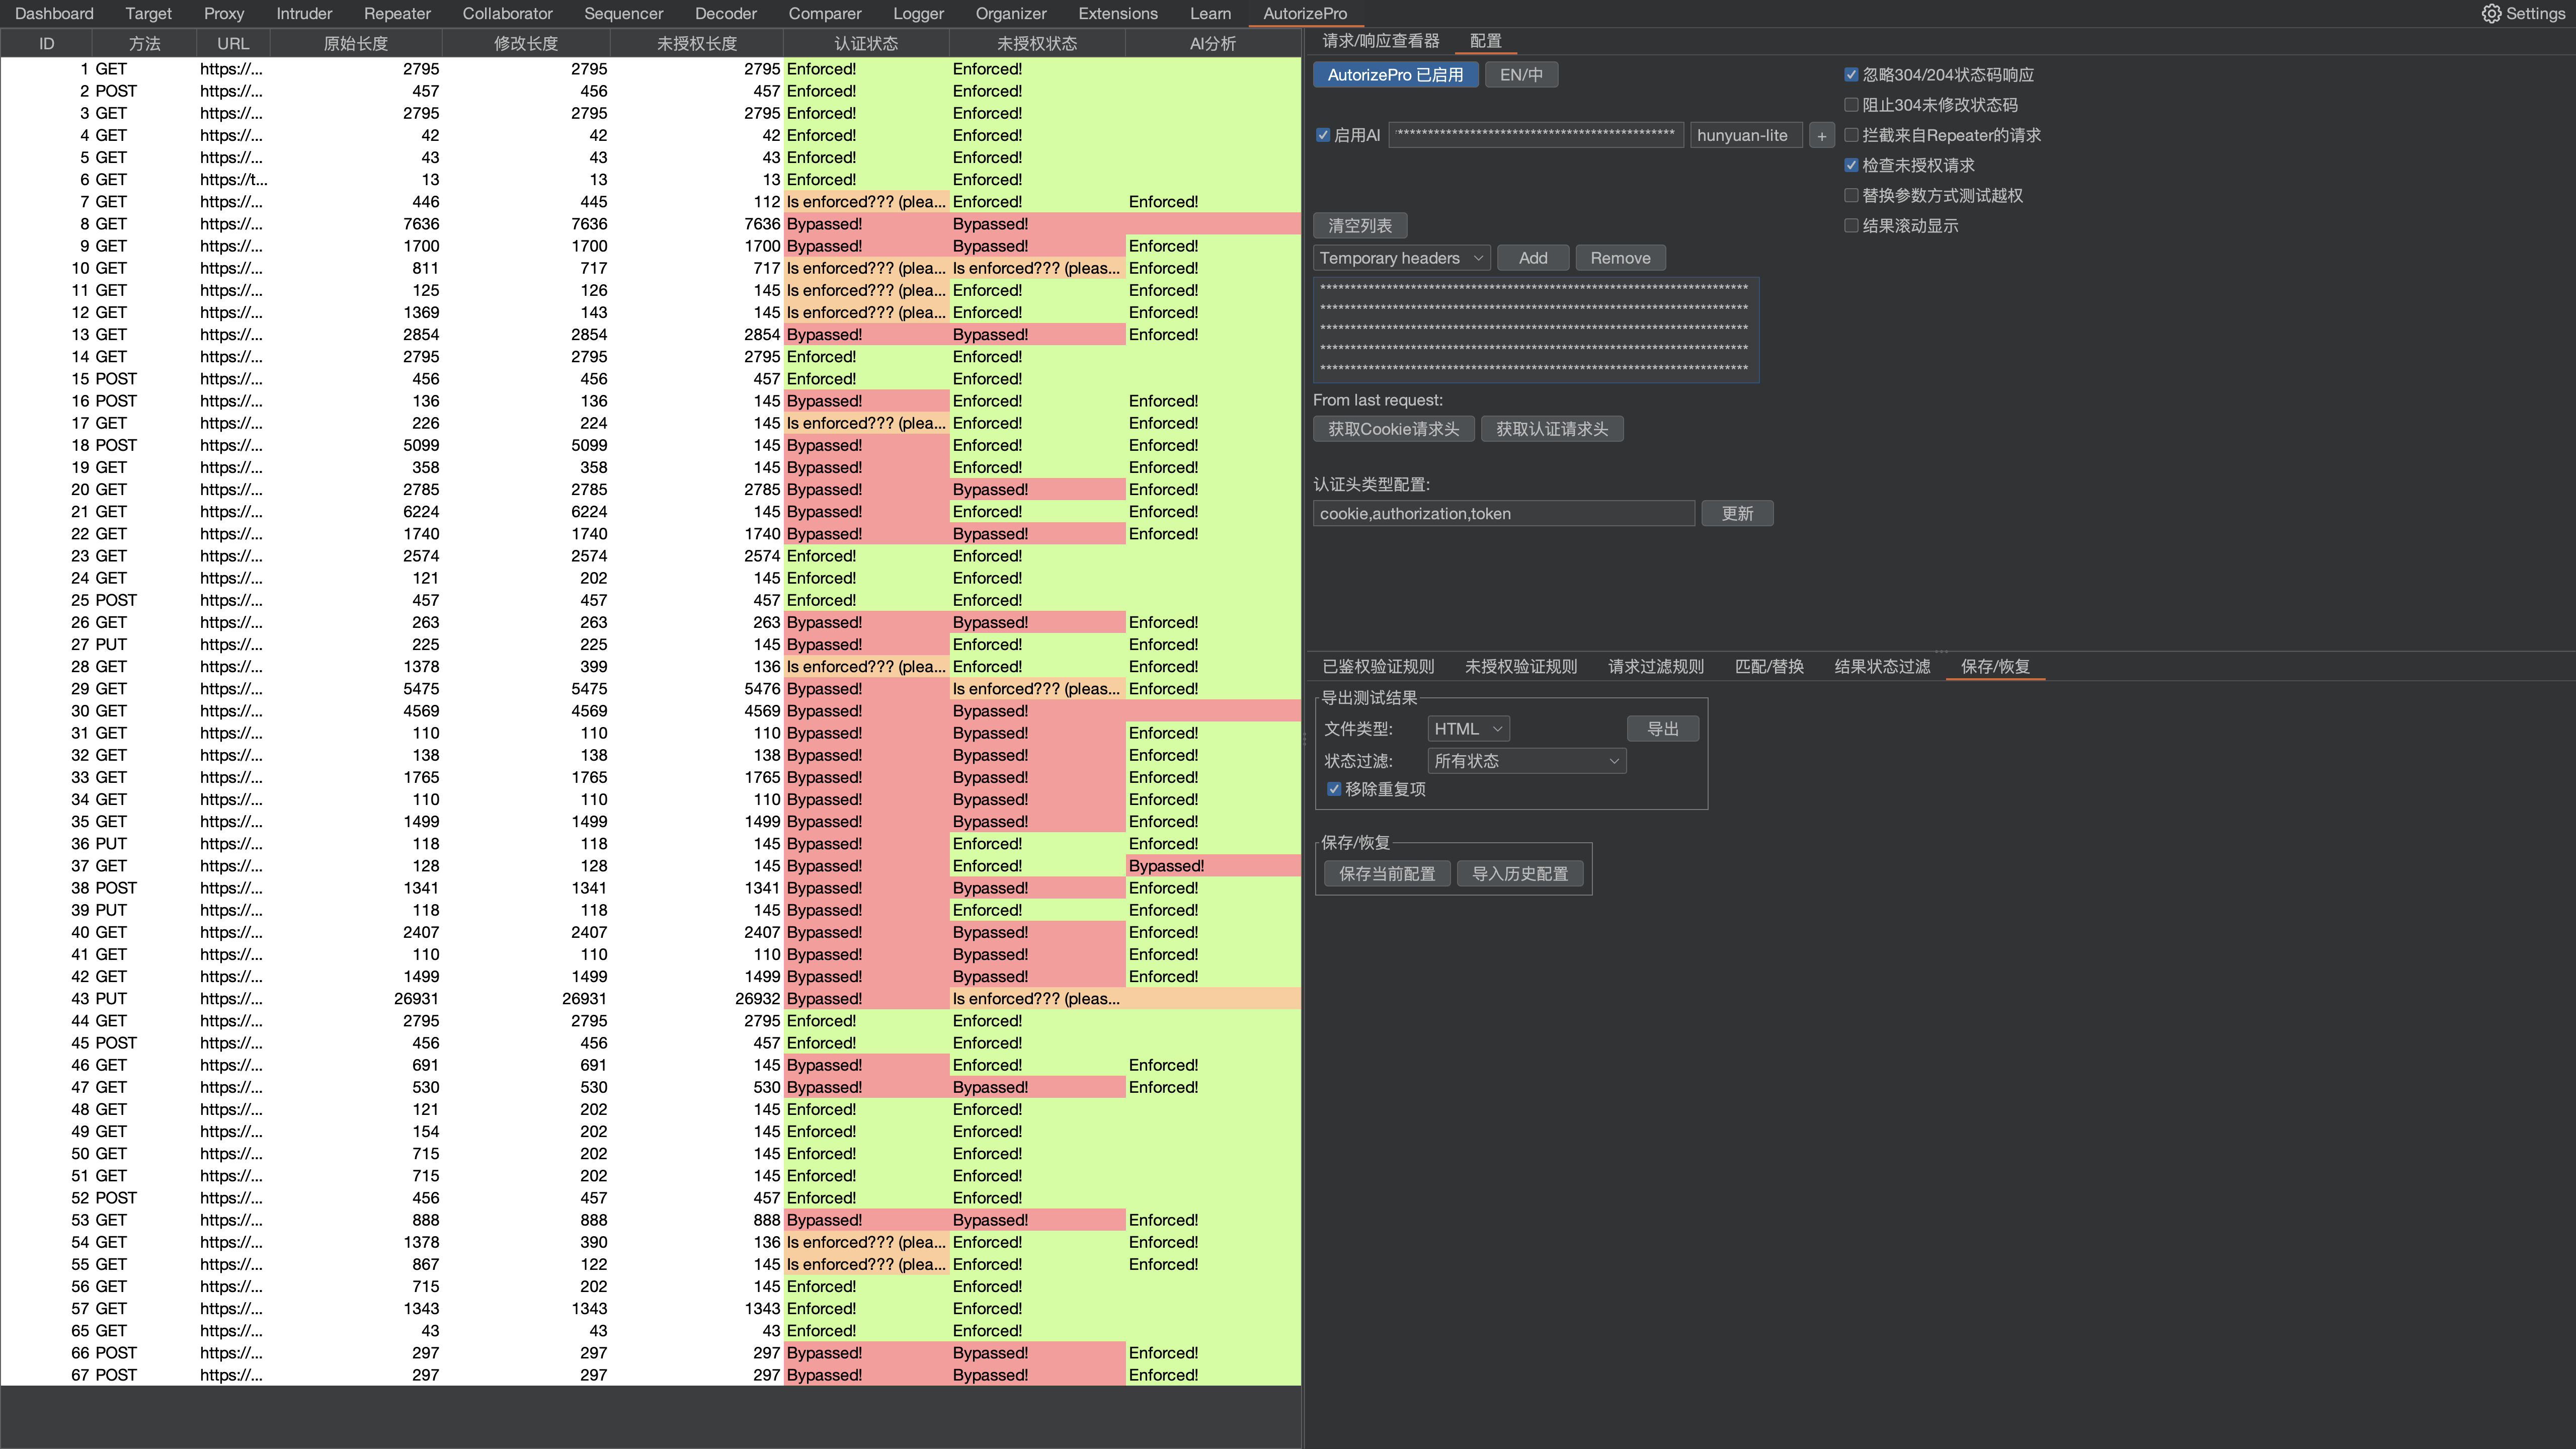 Dashboard Target Proxy Intruder Repeater Collaborator Sequencer Decoder Comparer Logger Organizer Extensions Learn AutorizePro Settings
ID 方法 URL 原始长度 修改长度 未授权长度 认证状态 未授权状态 AI分析
1 GET https://... 2795 2795 2795 Enforced! Enforced!
2 POST https://... 457 456 457 Enforced! Enforced!
3 GET https://... 2795 2795 2795 Enforced! Enforced!
4 GET https://... 42 42 42 Enforced! Enforced!
5 GET https://... 43 43 43 Enforced! Enforced!
6 GET https://t... 13 13 13 Enforced! Enforced!
7 GET https://... 446 445 112 Is enforced??? (plea... Enforced! Enforced!
8 GET https://... 7636 7636 7636 Bypassed! Bypassed!
9 GET https://... 1700 1700 1700 Bypassed! Bypassed! Enforced!
10 GET https://... 811 717 717 Is enforced??? (plea... Is enforced??? (pleas... Enforced!
11 GET https://... 125 126 145 Is enforced??? (plea... Enforced! Enforced!
12 GET https://... 1369 143 145 Is enforced??? (plea... Enforced! Enforced!
13 GET https://... 2854 2854 2854 Bypassed! Bypassed! Enforced!
14 GET https://... 2795 2795 2795 Enforced! Enforced!
15 POST https://... 456 456 457 Enforced! Enforced!
16 POST https://... 136 136 145 Bypassed! Enforced! Enforced!
17 GET https://... 226 224 145 Is enforced??? (plea... Enforced! Enforced!
18 POST https://... 5099 5099 145 Bypassed! Enforced! Enforced!
19 GET https://... 358 358 145 Bypassed! Enforced! Enforced!
20 GET https://... 2785 2785 2785 Bypassed! Bypassed! Enforced!
21 GET https://... 6224 6224 145 Bypassed! Enforced! Enforced!
22 GET https://... 1740 1740 1740 Bypassed! Bypassed! Enforced!
23 GET https://... 2574 2574 2574 Enforced! Enforced!
24 GET https://... 121 202 145 Enforced! Enforced!
25 POST https://... 457 457 457 Enforced! Enforced!
26 GET https://... 263 263 263 Bypassed! Bypassed! Enforced!
27 PUT https://... 225 225 145 Bypassed! Enforced! Enforced!
28 GET https://... 1378 399 136 Is enforced??? (plea... Enforced! Enforced!
29 GET https://... 5475 5475 5476 Bypassed! Is enforced??? (pleas... Enforced!
30 GET https://... 4569 4569 4569 Bypassed! Bypassed!
31 GET https://... 110 110 110 Bypassed! Bypassed! Enforced!
32 GET https://... 138 138 138 Bypassed! Bypassed! Enforced!
33 GET https://... 1765 1765 1765 Bypassed! Bypassed! Enforced!
34 GET https://... 110 110 110 Bypassed! Bypassed! Enforced!
35 GET https://... 1499 1499 1499 Bypassed! Bypassed! Enforced!
36 PUT https://... 118 118 145 Bypassed! Enforced! Enforced!
37 GET https://... 128 128 145 Bypassed! Enforced! Bypassed!
38 POST https://... 1341 1341 1341 Bypassed! Bypassed! Enforced!
39 PUT https://... 118 118 145 Bypassed! Enforced! Enforced!
40 GET https://... 2407 2407 2407 Bypassed! Bypassed! Enforced!
41 GET https://... 110 110 110 Bypassed! Bypassed! Enforced!
42 GET https://... 1499 1499 1499 Bypassed! Bypassed! Enforced!
43 PUT https://... 26931 26931 26932 Bypassed! Is enforced??? (pleas...
44 GET https://... 2795 2795 2795 Enforced! Enforced!
45 POST https://... 456 456 457 Enforced! Enforced!
46 GET https://... 691 691 145 Bypassed! Enforced! Enforced!
47 GET https://... 530 530 530 Bypassed! Bypassed! Enforced!
48 GET https://... 121 202 145 Enforced! Enforced!
49 GET https://... 154 202 145 Enforced! Enforced!
50 GET https://... 715 202 145 Enforced! Enforced!
51 GET https://... 715 202 145 Enforced! Enforced!
52 POST https://... 456 457 457 Enforced! Enforced!
53 GET https://... 888 888 888 Bypassed! Bypassed! Enforced!
54 GET https://... 1378 390 136 Is enforced??? (plea... Enforced! Enforced!
55 GET https://... 867 122 145 Is enforced??? (plea... Enforced! Enforced!
56 GET https://... 715 202 145 Enforced! Enforced!
57 GET https://... 1343 1343 1343 Enforced! Enforced!
65 GET https://... 43 43 43 Enforced! Enforced!
66 POST https://... 297 297 297 Bypassed! Bypassed! Enforced!
67 POST https://... 297 297 297 Bypassed! Bypassed! Enforced!
请求/响应查看器 配置
AutorizePro 已启用 EN/中
启用AI hunyuan-lite +
清空列表
Temporary headers Add Remove
From last request:
获取Cookie请求头 获取认证请求头
认证头类型配置:
cookie,authorization,token 更新
忽略304/204状态码响应
阻止304未修改状态码
拦截来自Repeater的请求
检查未授权请求
替换参数方式测试越权
结果滚动显示
已鉴权验证规则 未授权验证规则 请求过滤规则 匹配/替换 结果状态过滤 保存/恢复
导出测试结果
文件类型: HTML 导出
状态过滤: 所有状态
移除重复项
保存/恢复
保存当前配置 导入历史配置